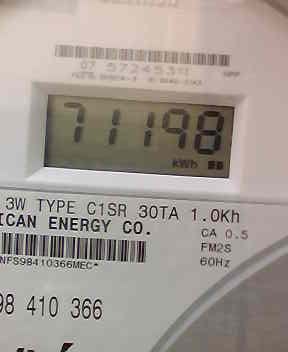 07 57245311
71198
kWh
3W TYPE C1SR 30TA 1.0Kh
ICAN ENERGY CO.
CA 0.5
FM2S
60Hz
NFS98410366MEC*
98 410 366